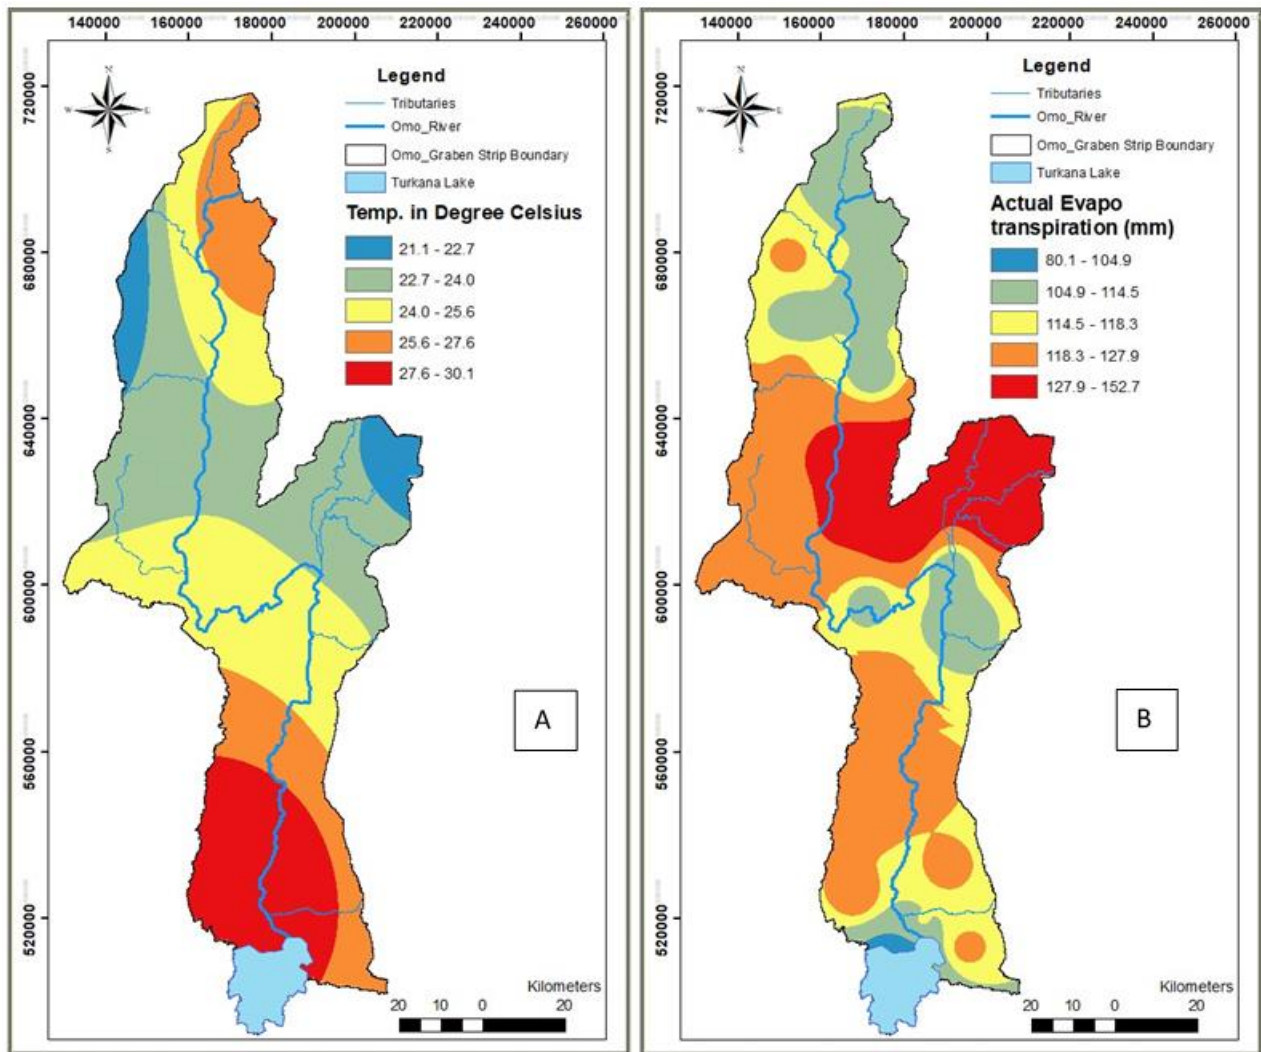 140000 160000 180000 200000 220000 240000 260000
720000
680000
640000
600000
560000
520000
N
W
E
S
Legend
Tributaries
Omo_River
Omo_Graben Strip Boundary
Turkana Lake
Temp. in Degree Celsius
21.1 - 22.7
22.7 - 24.0
24.0 - 25.6
25.6 - 27.6
27.6 - 30.1
A
Kilometers
20 10 0 20
140000 160000 180000 200000 220000 240000 260000
720000
680000
640000
600000
560000
520000
N
W
E
S
Legend
Tributaries
Omo_River
Omo_Graben Strip Boundary
Turkana Lake
Actual Evapo
transpiration (mm)
80.1 - 104.9
104.9 - 114.5
114.5 - 118.3
118.3 - 127.9
127.9 - 152.7
B
Kilometers
20 10 0 20